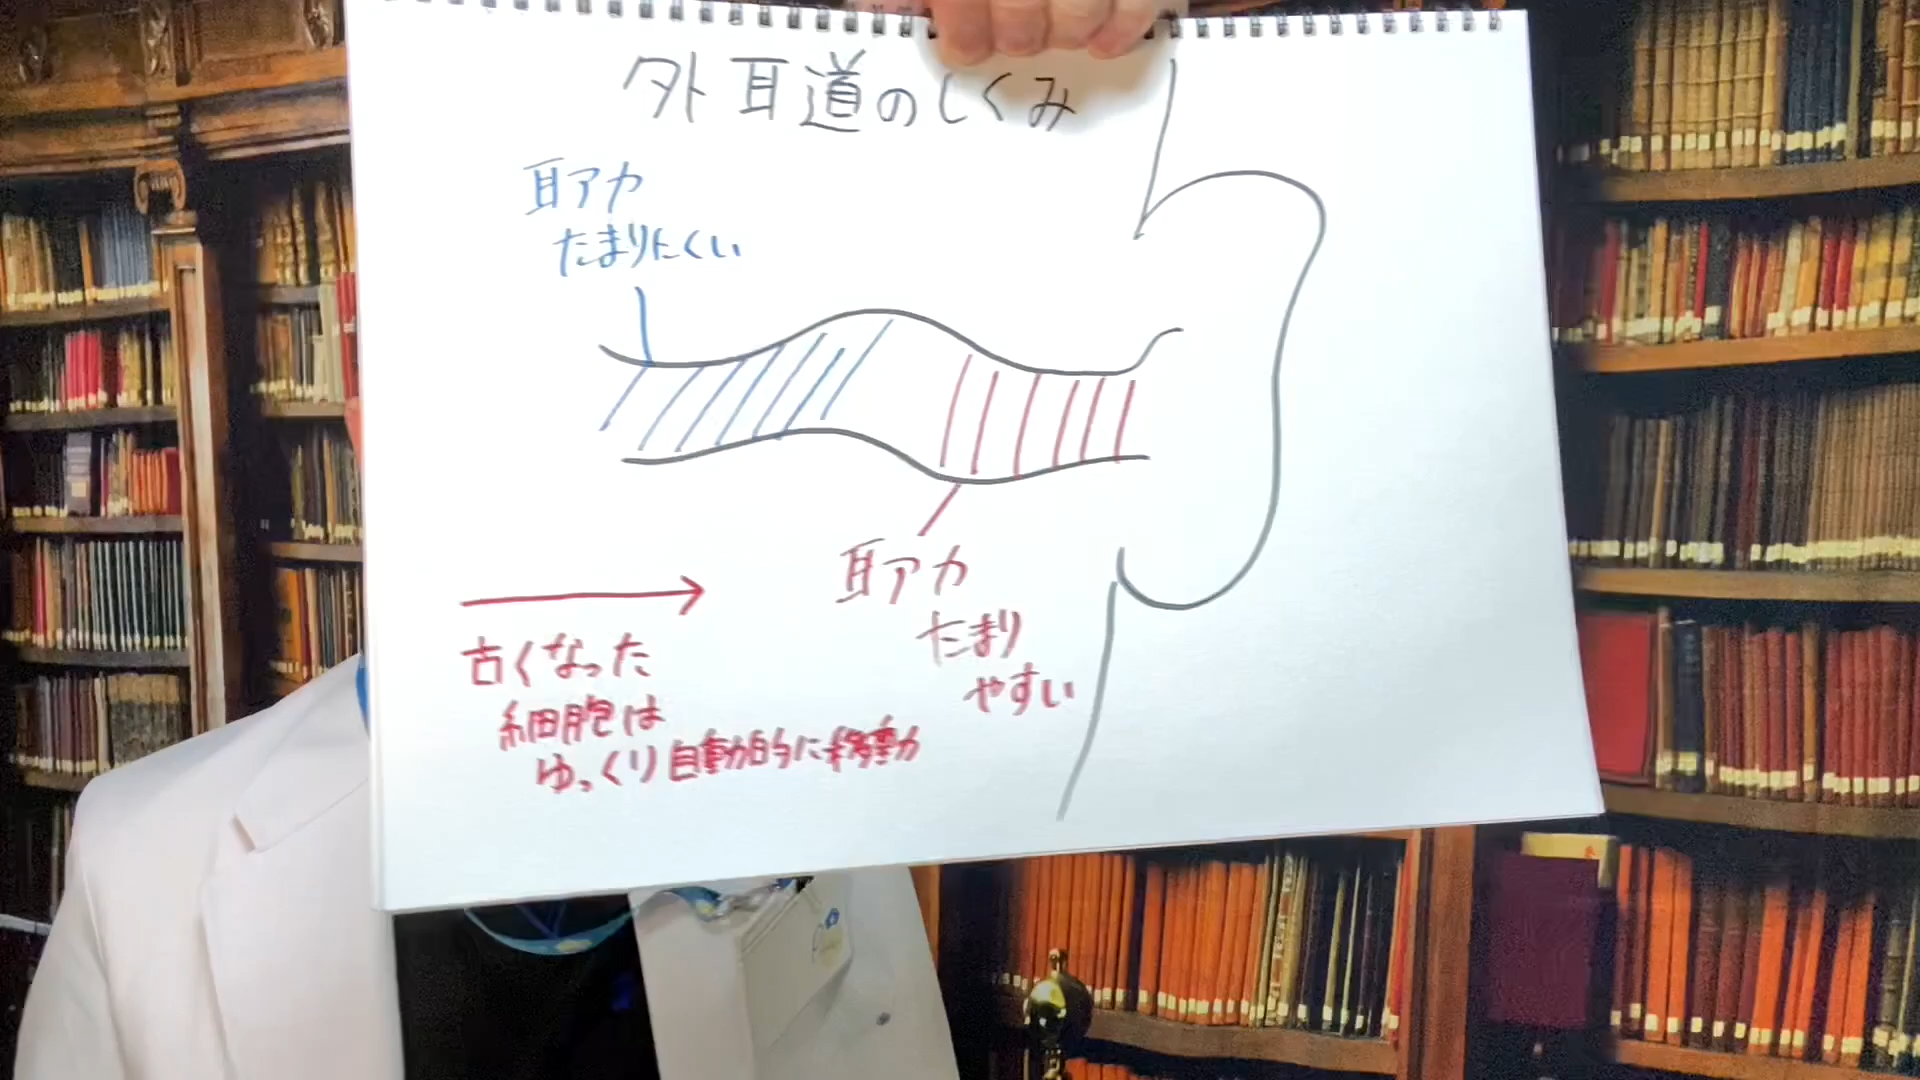 外耳道のしくみ
耳アカ
たまりにくい
耳アカ
たまり
やすい
古くなった
細胞は
ゆっくり自動的に移動